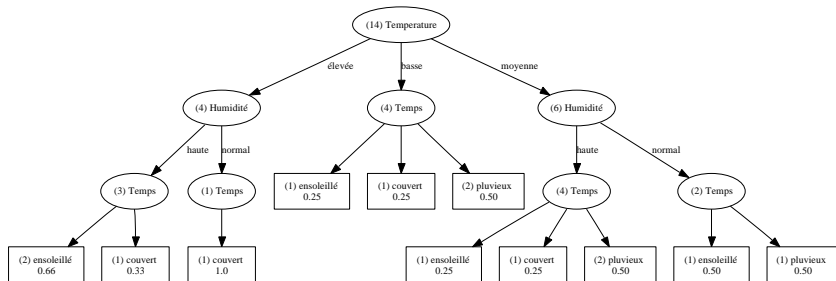 (14) Temperature
élevée
basse
moyenne
(4) Humidité
(4) Temps
(6) Humidité
haute
normal
haute
normal
(3) Temps
(1) Temps
(1) ensoleillé
0.25
(1) couvert
0.25
(2) pluvieux
0.50
(4) Temps
(2) Temps
(2) ensoleillé
0.66
(1) couvert
0.33
(1) couvert
1.0
(1) ensoleillé
0.25
(1) couvert
0.25
(2) pluvieux
0.50
(1) ensoleillé
0.50
(1) pluvieux
0.50